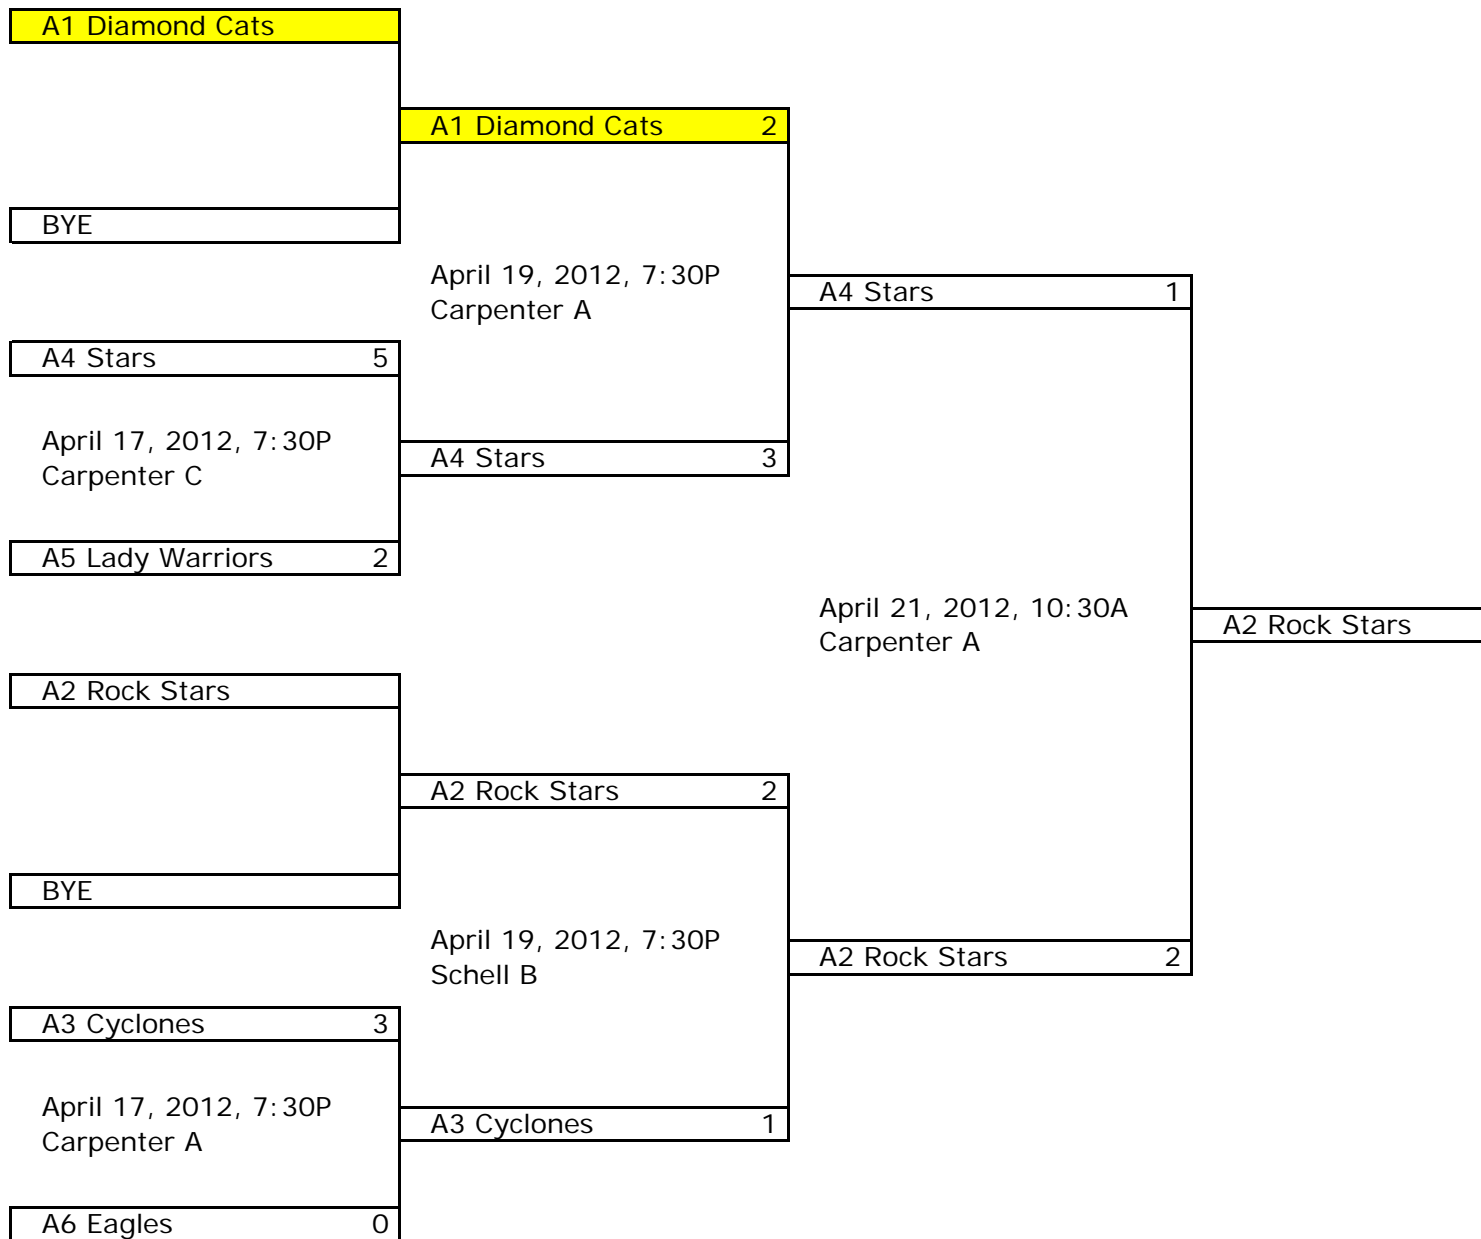 A1 Diamond Cats
A1 Diamond Cats 2
BYE
April 19, 2012, 7:30P
Carpenter A
A4 Stars 1
A4 Stars 5
April 17, 2012, 7:30P
Carpenter C
A4 Stars 3
A5 Lady Warriors 2
April 21, 2012, 10:30A
Carpenter A
A2 Rock Stars
A2 Rock Stars
A2 Rock Stars 2
BYE
April 19, 2012, 7:30P
Schell B
A2 Rock Stars 2
A3 Cyclones 3
April 17, 2012, 7:30P
Carpenter A
A3 Cyclones 1
A6 Eagles 0